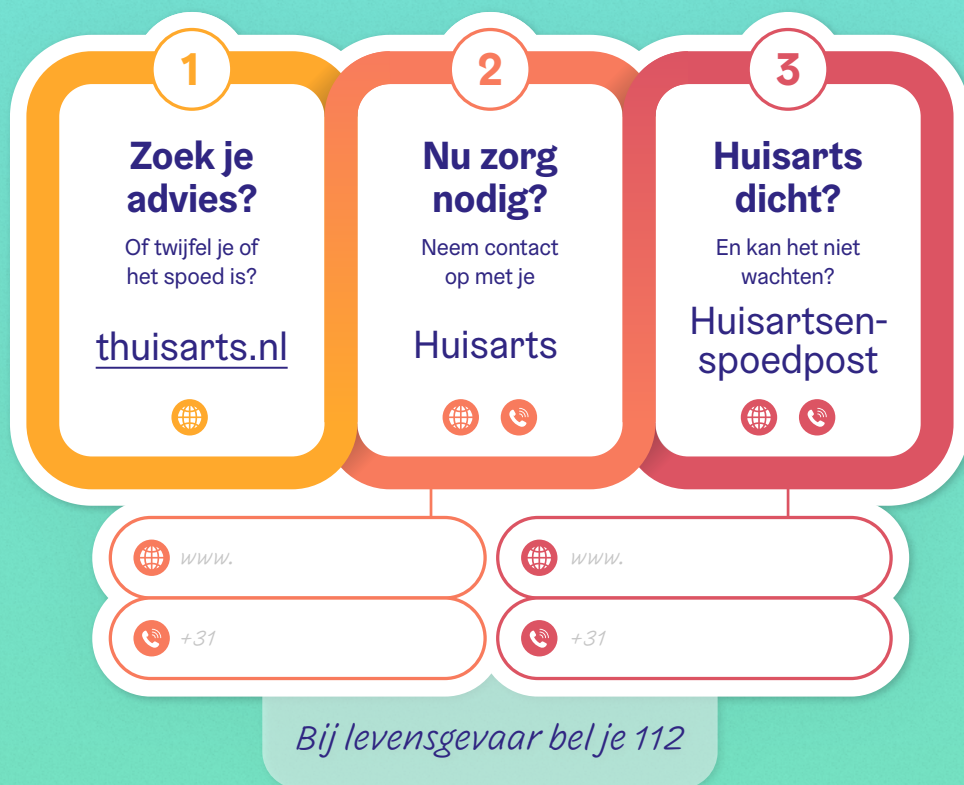 1
Zoek je
advies?
Of twijfel je of
het spoed is?
thuisarts.nl
2
Nu zorg
nodig?
Neem contact
op met je
Huisarts
3
Huisarts
dicht?
En kan het niet
wachten?
Huisartsen-
spoedpost
www.
+31
www.
+31
Bij levensgevaar bel je 112